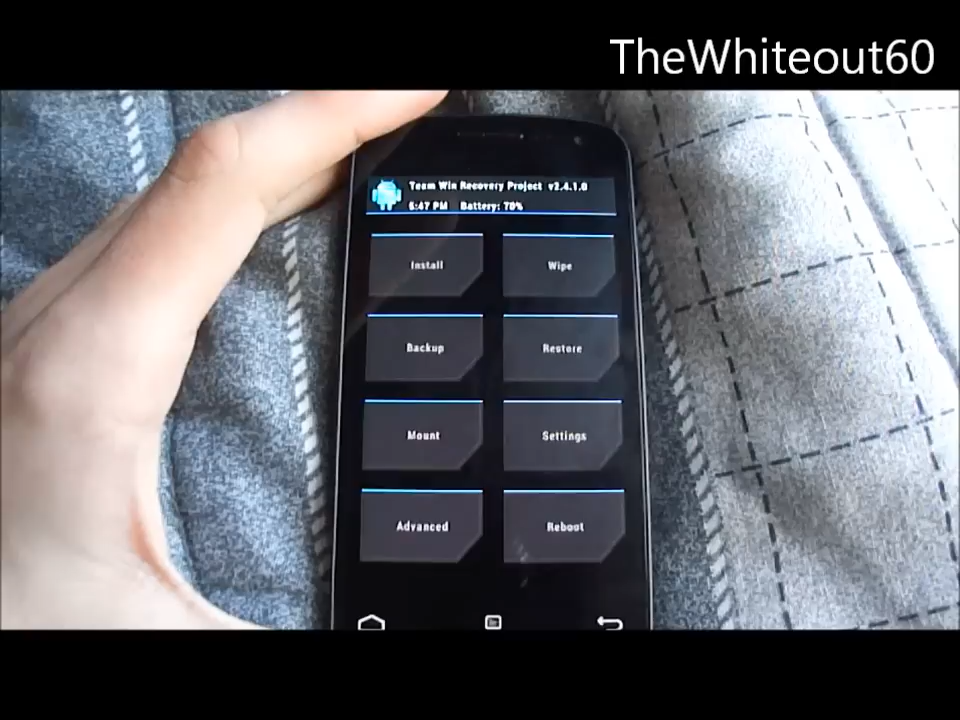 TheWhiteout60
Team Win Recovery Project v2.4.1.0
6:47 PM Battery: 78%
Install
Wipe
Backup
Restore
Mount
Settings
Advanced
Reboot